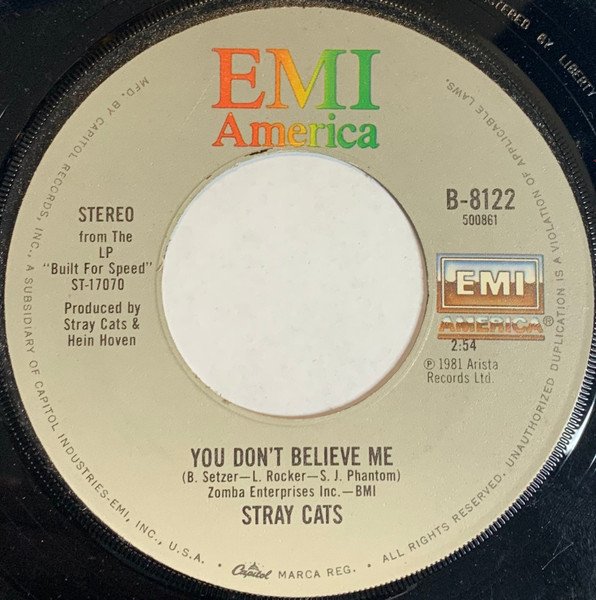 EMI
America
STEREO
from The
LP
"Built For Speed"
ST-17070
Produced by
Stray Cats &
Hein Hoven
B-8122
500861
EMI
AMERICA®
2:54
℗ 1981 Arista
Records Ltd.
YOU DON'T BELIEVE ME
(B. Setzer—L. Rocker—S. J. Phantom)
Zomba Enterprises Inc.—BMI
STRAY CATS
MFD. BY CAPITOL RECORDS, INC., A SUBSIDIARY OF CAPITOL INDUSTRIES-EMI, INC., U.S.A. • Capitol MARCA REG. • ALL RIGHTS RESERVED. UNAUTHORIZED DUPLICATION IS A VIOLATION OF APPLICABLE LAWS.
BY LIBERTY